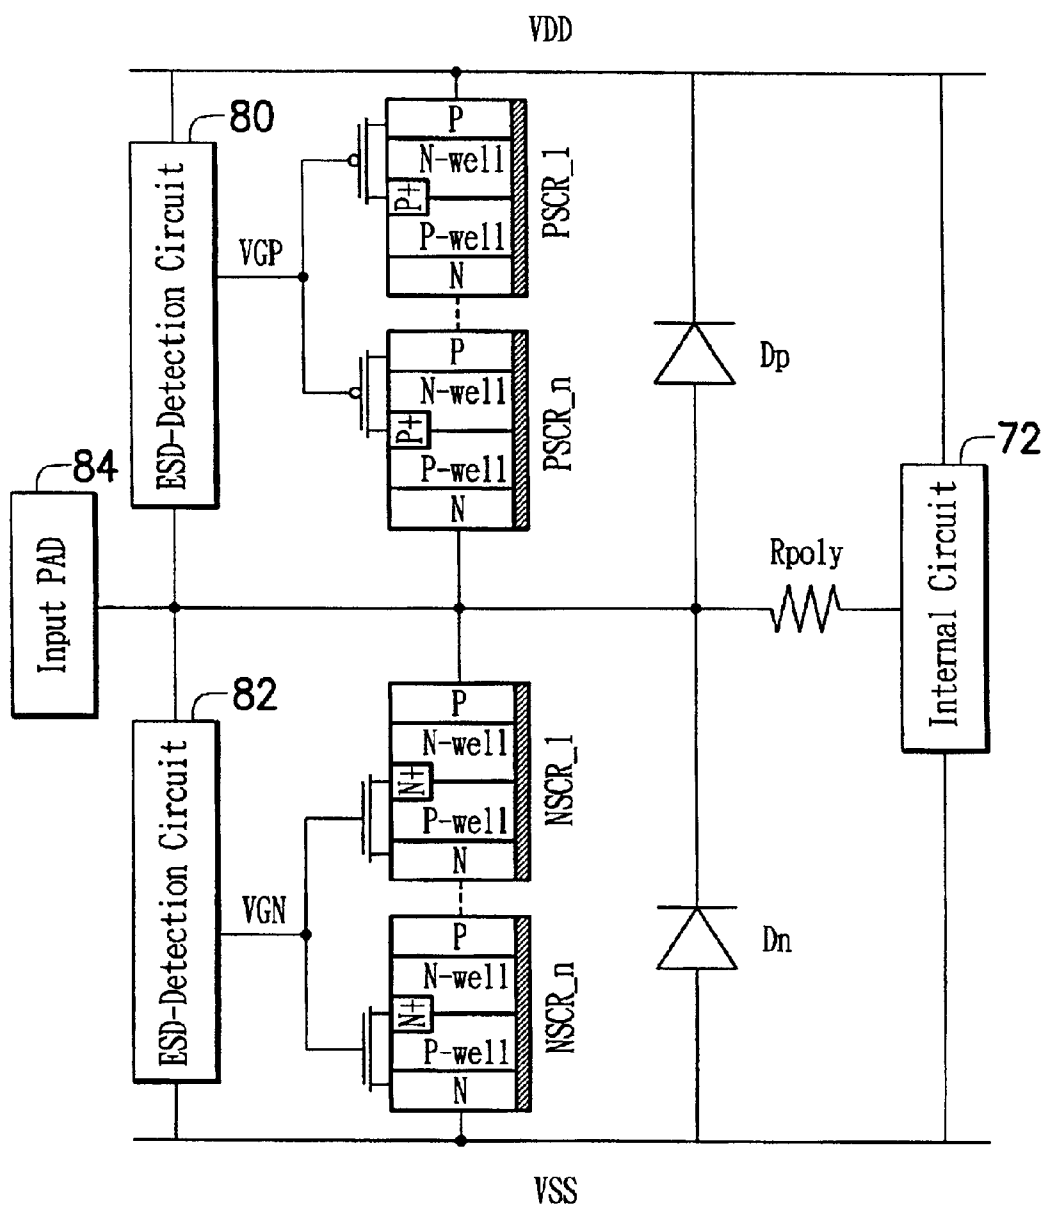 VDD
80
ESD-Detection Circuit
VGP
P
N-well
P+
P-well
N
PSCR_1
P
N-well
P+
P-well
N
PSCR_n
Dp
84
Input PAD
Rpoly
72
Internal Circuit
82
ESD-Detection Circuit
VGN
P
N-well
N+
P-well
N
NSCR_1
P
N-well
N+
P-well
N
NSCR_n
Dn
VSS